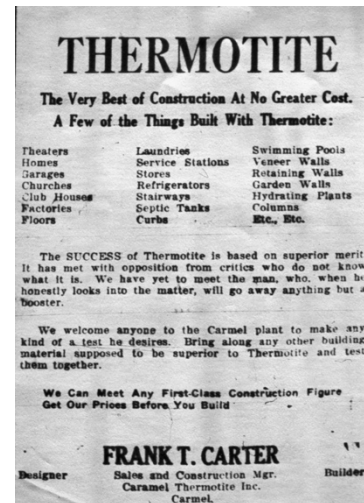 THERMOTITE
The Very Best of Construction At No Greater Cost.
A Few of the Things Built With Thermotite:
Theaters Laundries Swimming Pools
Homes Service Stations Veneer Walls
Garages Stores Retaining Walls
Churches Refrigerators Garden Walls
Club Houses Stairways Hydrating Plants
Factories Septic Tanks Columns
Floors Curbs Etc., Etc.
The SUCCESS of Thermotite is based on superior merit
It has met with opposition from critics who do not know
what it is. We have yet to meet the man, who, when he
honestly looks into the matter, will go away anything but a
booster.
We welcome anyone to the Carmel plant to make any
kind of a test he desires. Bring along any other building
material supposed to be superior to Thermotite and test
them together.
We Can Meet Any First-Class Construction Figure
Get Our Prices Before You Build
FRANK T. CARTER
Designer Sales and Construction Mgr. Builder
Caramel Thermotite Inc.
Carmel.